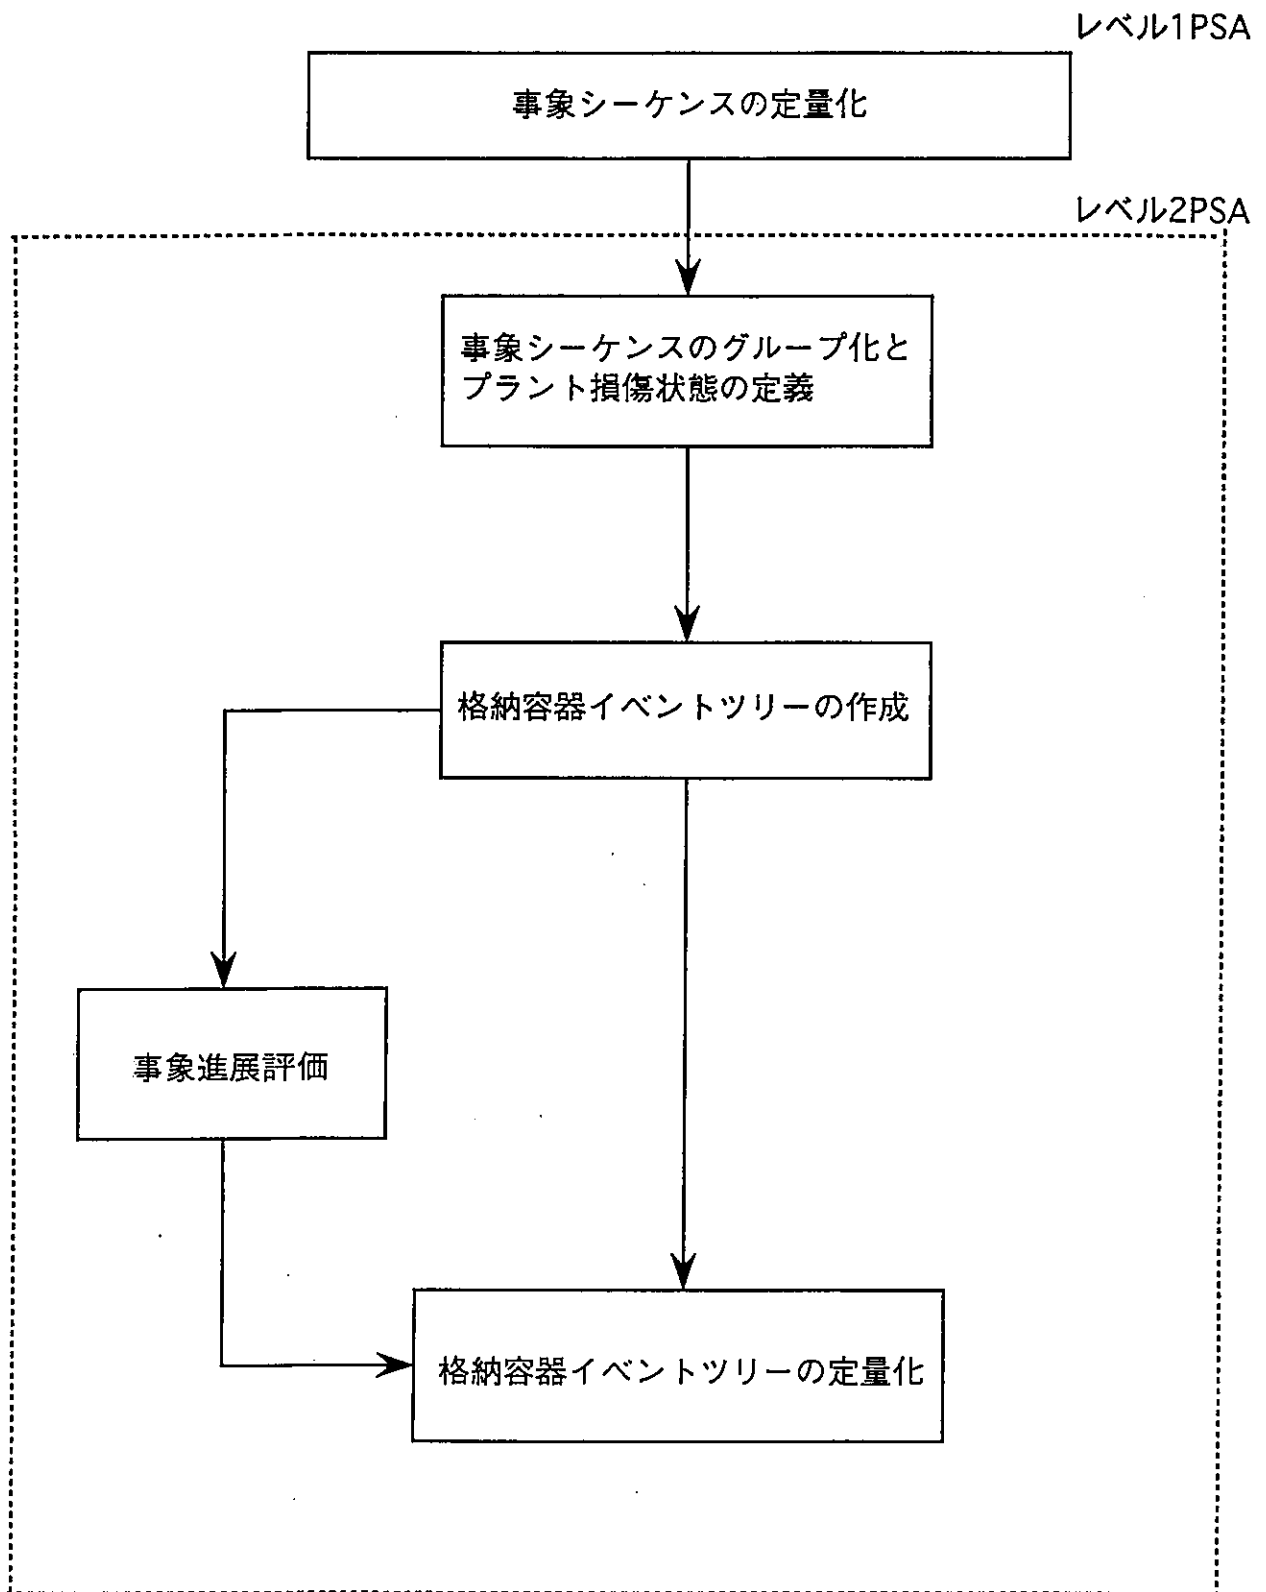 レベル1PSA
事象シーケンスの定量化
レベル2PSA
事象シーケンスのグループ化と
プラント損傷状態の定義
格納容器イベントツリーの作成
事象進展評価
格納容器イベントツリーの定量化